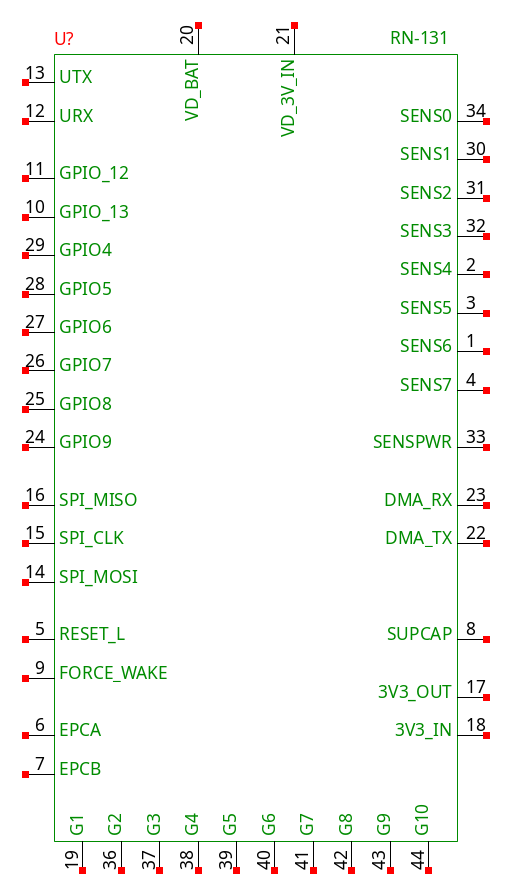 U?
20
21
RN-131
VD_BAT
VD_3V_IN
13 UTX
12 URX
11 GPIO_12
10 GPIO_13
29 GPIO4
28 GPIO5
27 GPIO6
26 GPIO7
25 GPIO8
24 GPIO9
16 SPI_MISO
15 SPI_CLK
14 SPI_MOSI
5 RESET_L
9 FORCE_WAKE
6 EPCA
7 EPCB
SENS0 34
SENS1 30
SENS2 31
SENS3 32
SENS4 2
SENS5 3
SENS6 1
SENS7 4
SENSPWR 33
DMA_RX 23
DMA_TX 22
SUPCAP 8
3V3_OUT 17
3V3_IN 18
G1 19
G2 36
G3 37
G4 38
G5 39
G6 40
G7 41
G8 42
G9 43
G10 44